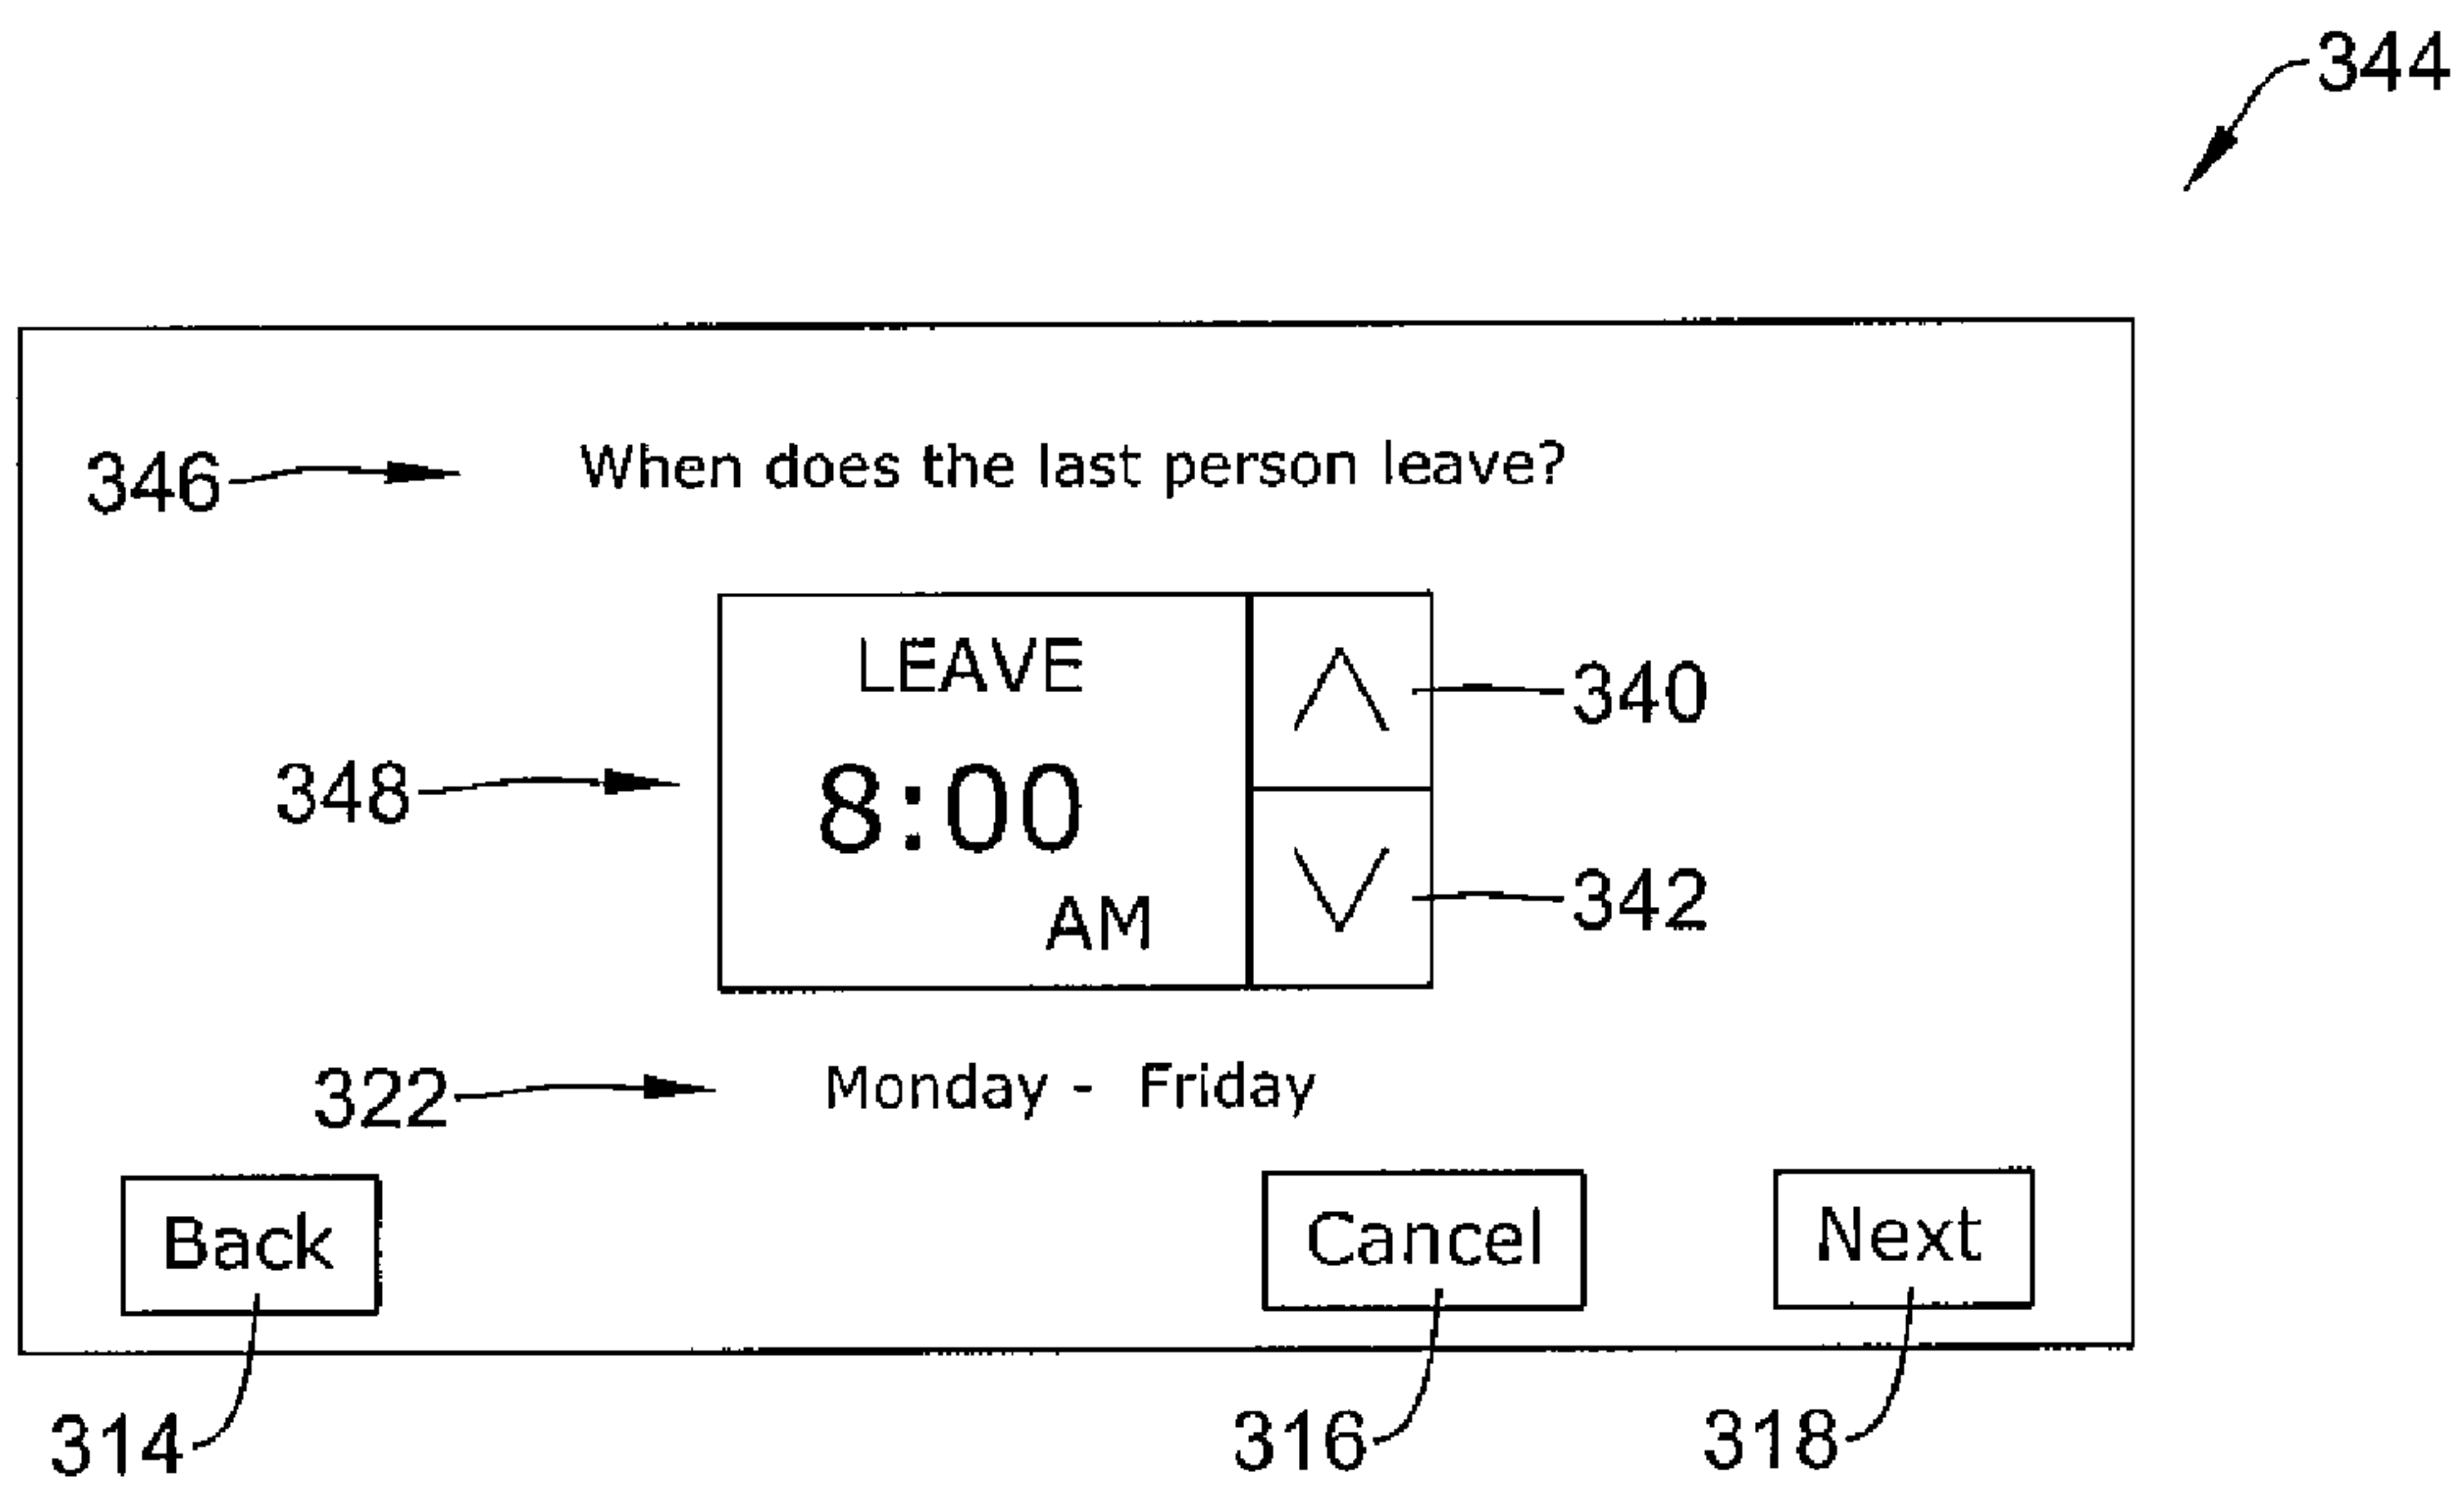 344
346 When does the last person leave?
LEAVE
340
348 8:00
342
AM
322 Monday - Friday
Back Cancel Next
314 316 318